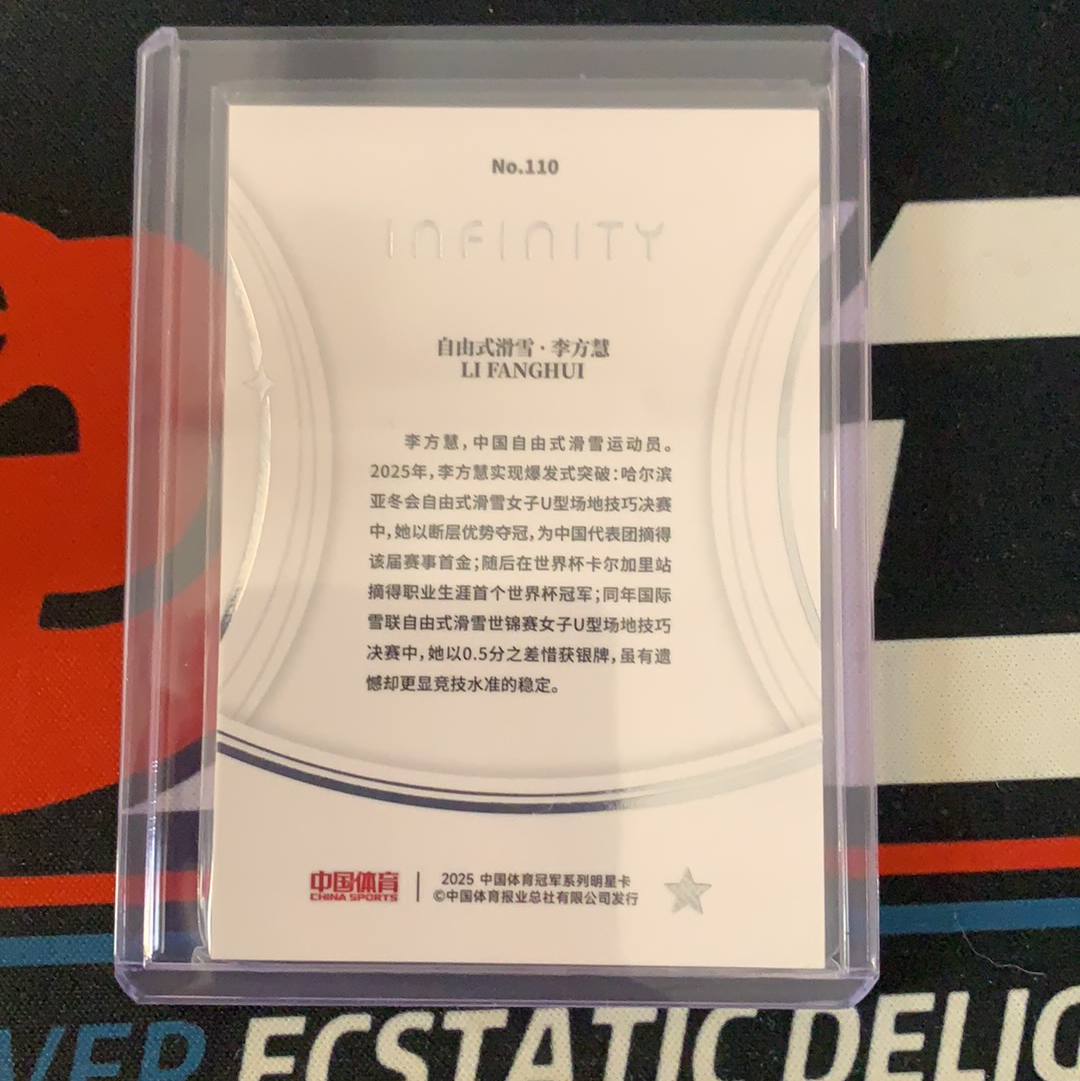 No.110
INFINITY
自由式滑雪·李方慧
LI FANGHUI
李方慧,中国自由式滑雪运动员。
2025年,李方慧实现爆发式突破:哈尔滨
亚冬会自由式滑雪女子U型场地技巧决赛
中,她以断层优势夺冠,为中国代表团摘得
该届赛事首金;随后在世界杯卡尔加里站
摘得职业生涯首个世界杯冠军;同年国际
雪联自由式滑雪世锦赛女子U型场地技巧
决赛中,她以0.5分之差惜获银牌,虽有遗
憾却更显竞技水准的稳定。
中国体育
CHINA SPORTS
2025 中国体育冠军系列明星卡
©中国体育报业总社有限公司发行
ECSTATIC DELIG